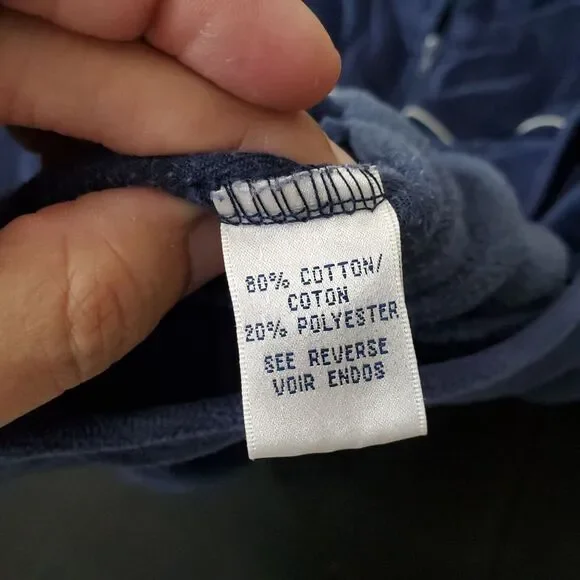 80% COTTON/
COTON
20% POLYESTER
SEE REVERSE
VOIR ENDOS